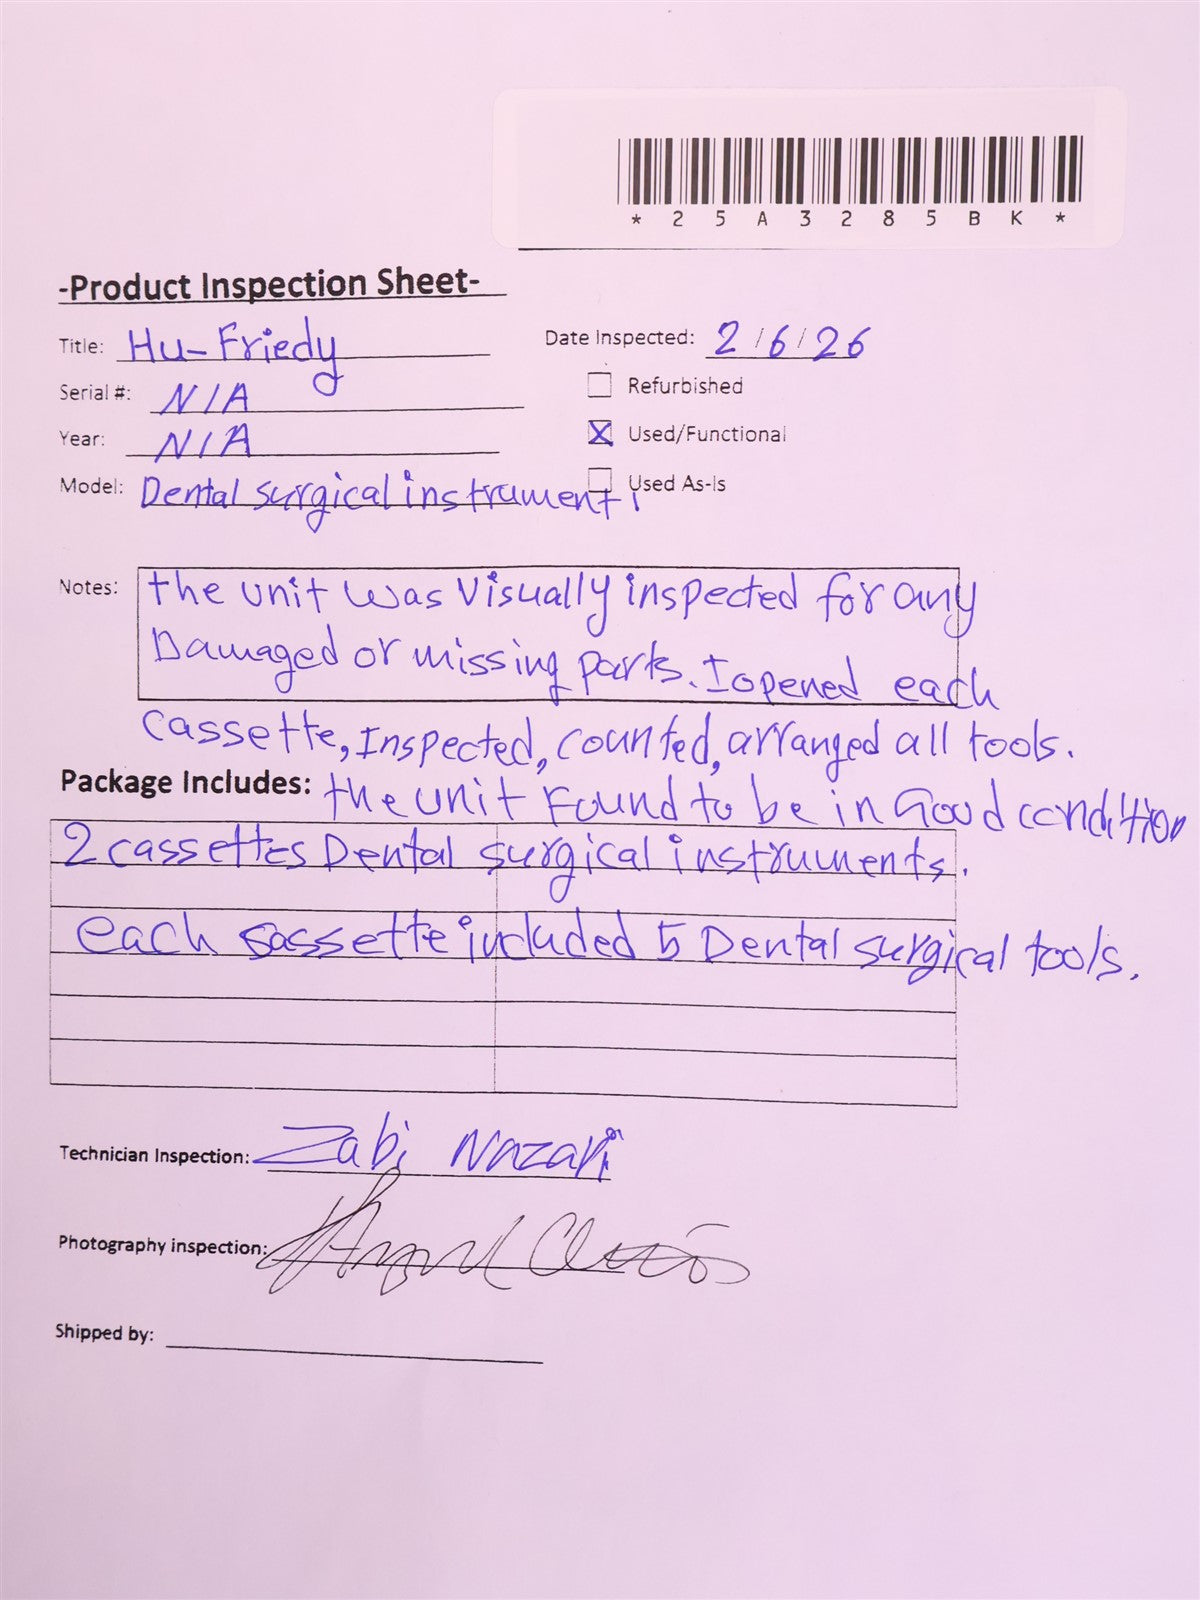 * 2 5 A 3 2 8 5 B K *
-Product Inspection Sheet-
Title: Hu-Friedy
Date Inspected: 2/6/26
Serial #: N/A
Refurbished
Year: N/A
X Used/Functional
Model: Dental surgical instrument
Used As-Is
Notes: the unit was visually inspected for any
Damaged or missing parts. I opened each
cassette, Inspected, counted, arranged all tools.
Package Includes: the unit Found to be in Good condition
2 cassettes Dental surgical instruments.
each cassette included 5 Dental surgical tools.
Technician Inspection: Zabi Nazari
Photography inspection:
Shipped by: